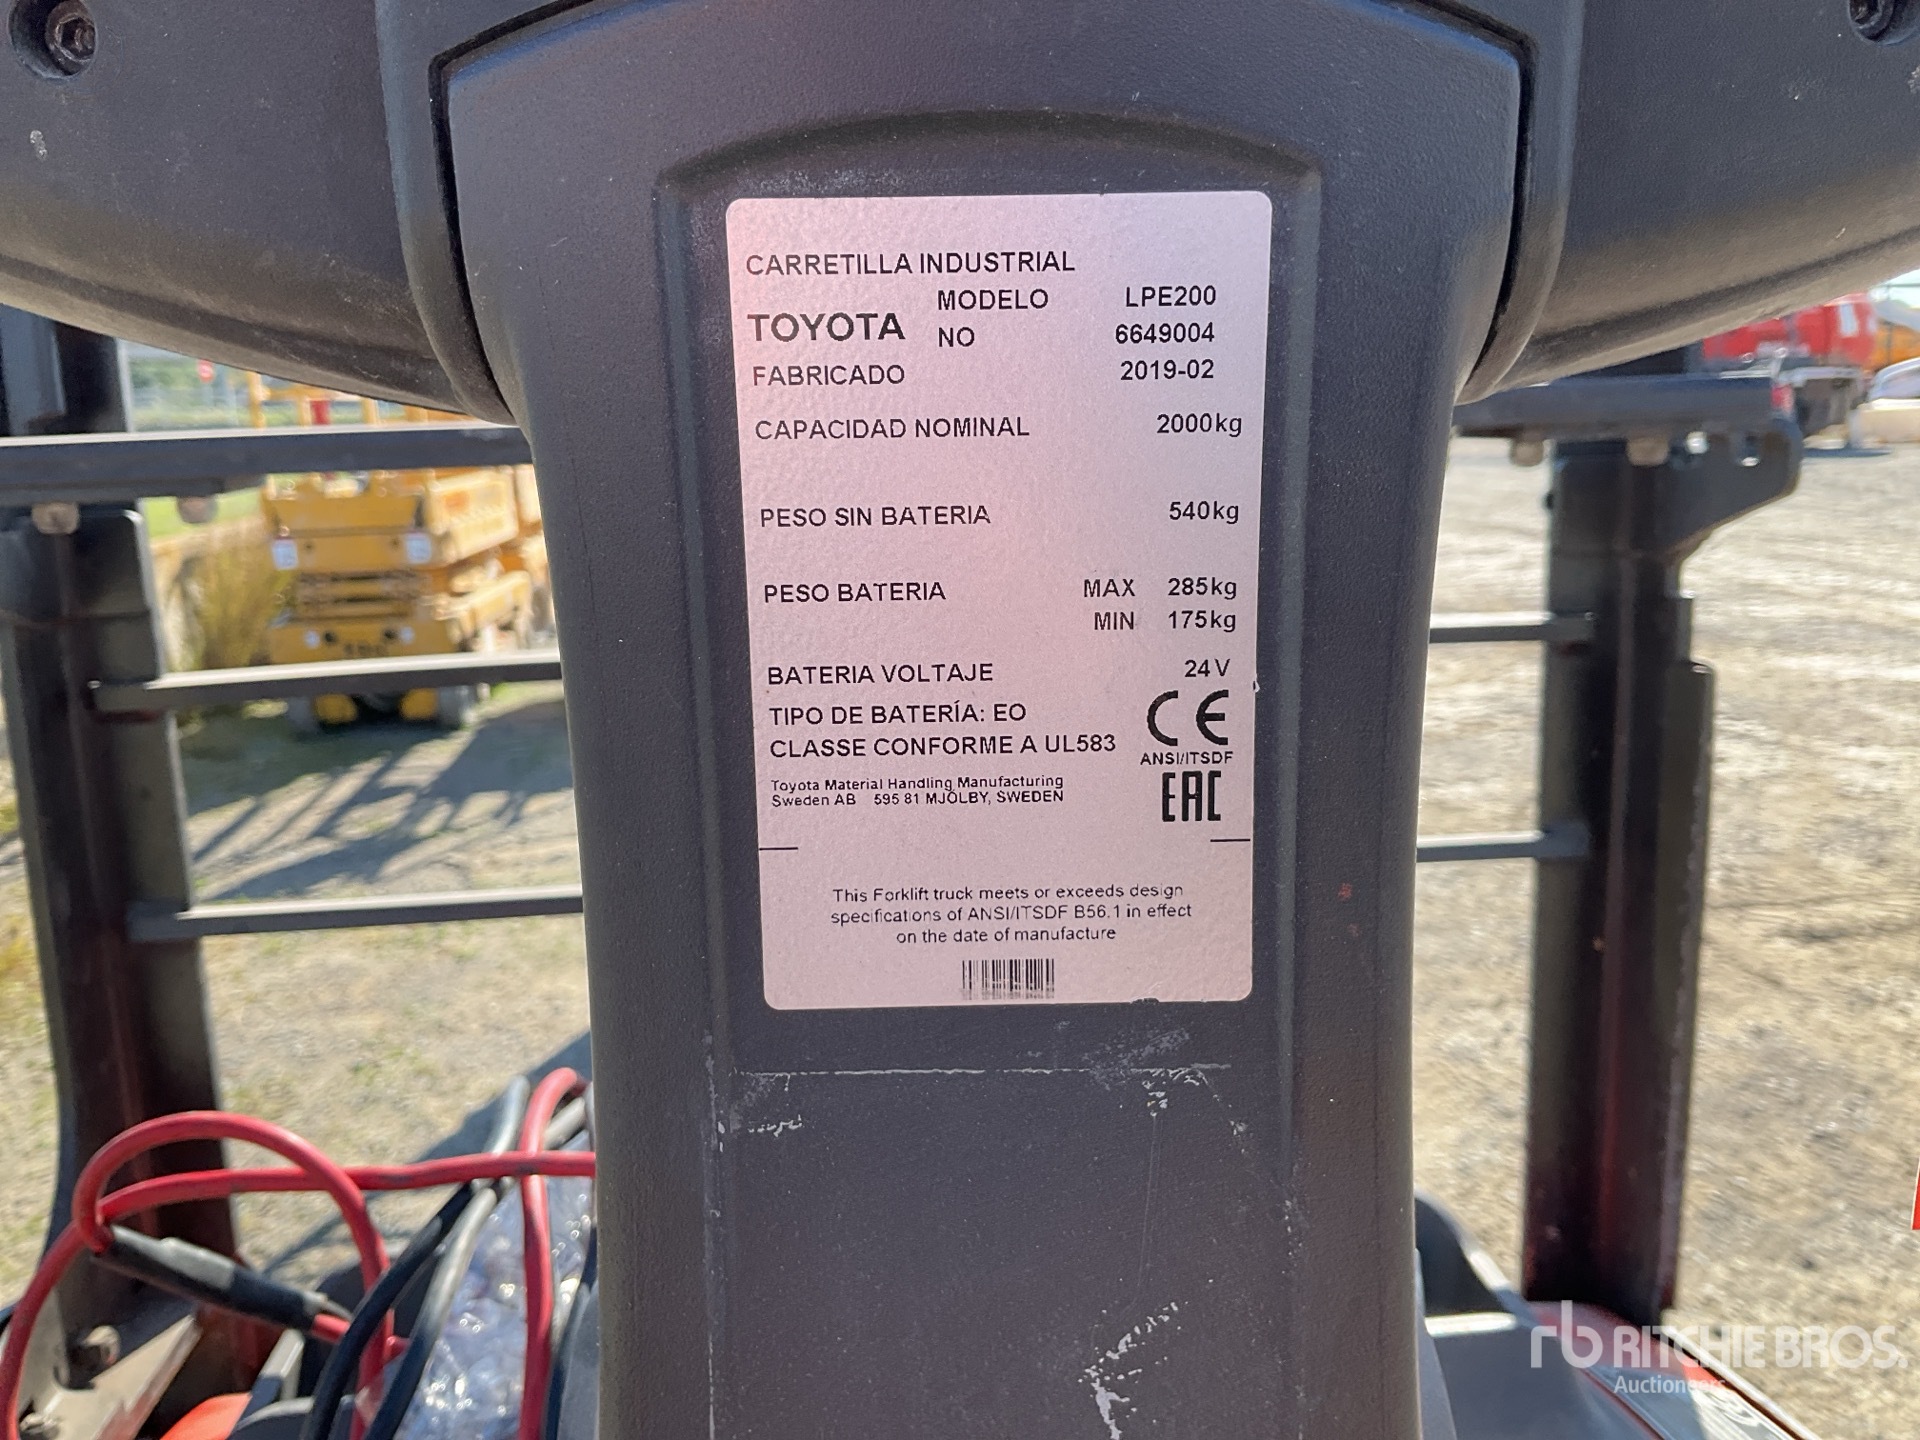 CARRETILLA INDUSTRIAL
MODELO LPE200
TOYOTA NO 6649004
FABRICADO 2019-02
CAPACIDAD NOMINAL 2000kg
PESO SIN BATERIA 540kg
PESO BATERIA MAX 285kg
MIN 175kg
BATERIA VOLTAJE 24V
TIPO DE BATERÍA: EO
CLASSE CONFORME A UL583
CE
ANSI/ITSDF
Toyota Material Handling Manufacturing
Sweden AB 595 81 MJÖLBY, SWEDEN
EAC
This Forklift truck meets or exceeds design
specifications of ANSI/ITSDF B56.1 in effect
on the date of manufacture
rb RITCHIE BROS.
Auctioneers